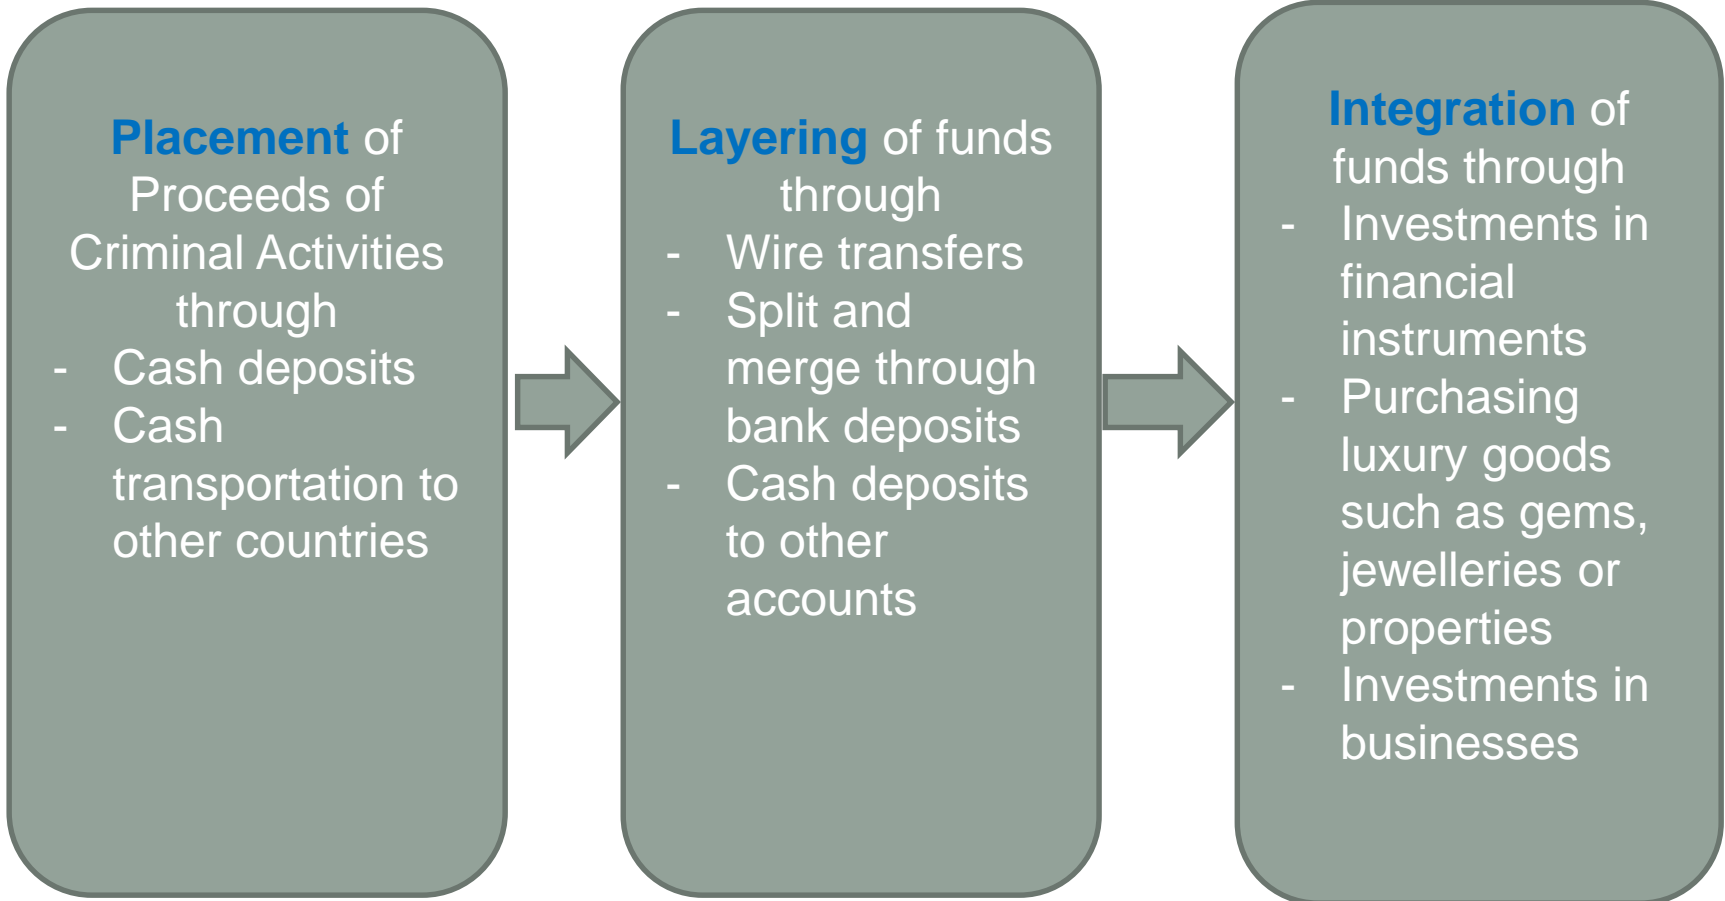 Placement of
Proceeds of
Criminal Activities
through
- Cash deposits
- Cash
transportation to
other countries
Layering of funds
through
- Wire transfers
- Split and
merge through
bank deposits
- Cash deposits
to other
accounts
Integration of
funds through
- Investments in
financial
instruments
- Purchasing
luxury goods
such as gems,
jewelleries or
properties
- Investments in
businesses